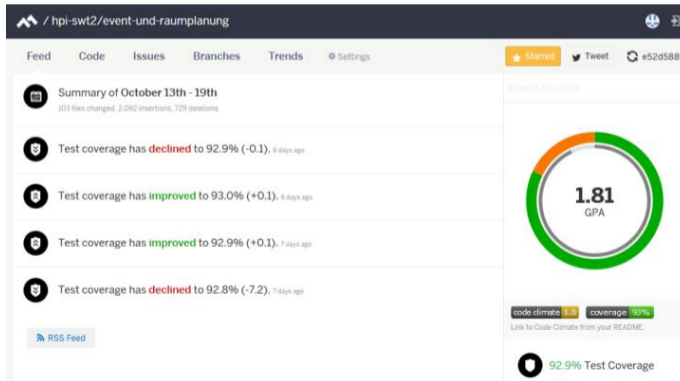 / hpi-swt2/event-und-raumplanung
Feed Code Issues Branches Trends Settings
Starred Tweet e52d588
Summary of October 13th - 19th
103 files changed, 2,092 insertions, 729 deletions
Search by name
Test coverage has declined to 92.9% (-0.1). 6 days ago
Test coverage has improved to 93.0% (+0.1). 6 days ago
Test coverage has improved to 92.9% (+0.1). 7 days ago
Test coverage has declined to 92.8% (-7.2). 7 days ago
RSS Feed
1.81
GPA
code climate 1.8 coverage 93%
Link to Code Climate from your README.
92.9% Test Coverage